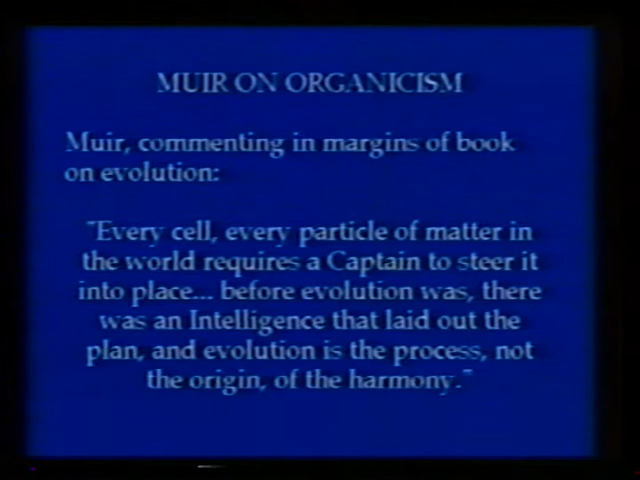 MUIR ON ORGANICISM
Muir, commenting in margins of book
on evolution:
"Every cell, every particle of matter in
the world requires a Captain to steer it
into place... before evolution was, there
was an Intelligence that laid out the
plan, and evolution is the process, not
the origin, of the harmony."